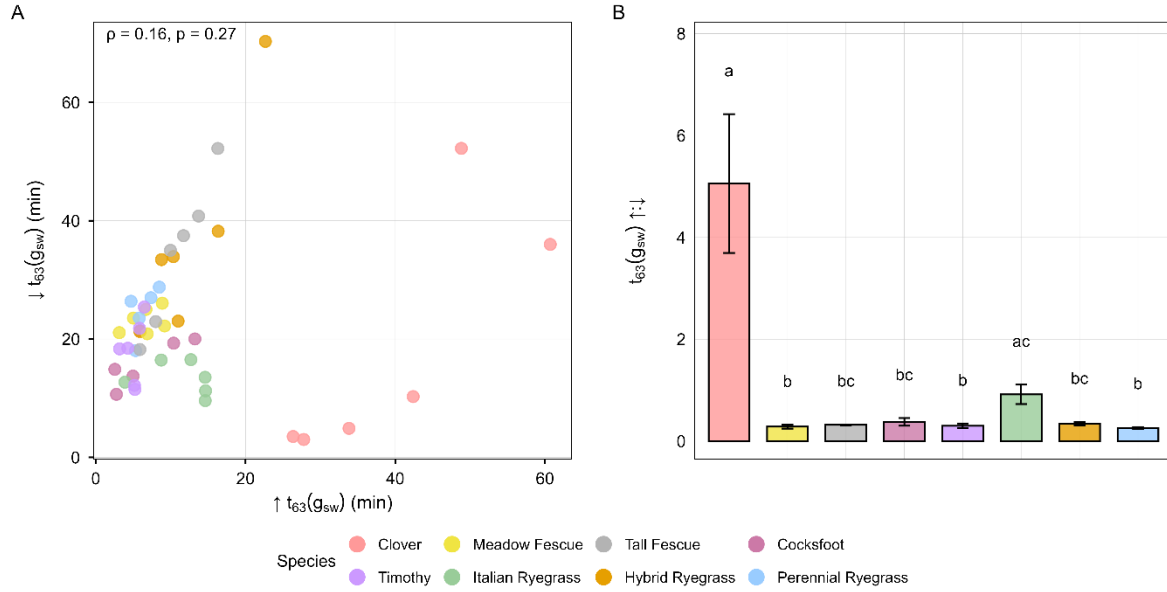 A
ρ = 0.16, p = 0.27
60
40
20
0
0
20
40
60
↓ t63(gsw) (min)
↑ t63(gsw) (min)
B
8
6
4
2
0
t63(gsw) ↑:↓
a
b
bc
bc
b
ac
bc
b
Species
Clover
Meadow Fescue
Tall Fescue
Cocksfoot
Timothy
Italian Ryegrass
Hybrid Ryegrass
Perennial Ryegrass